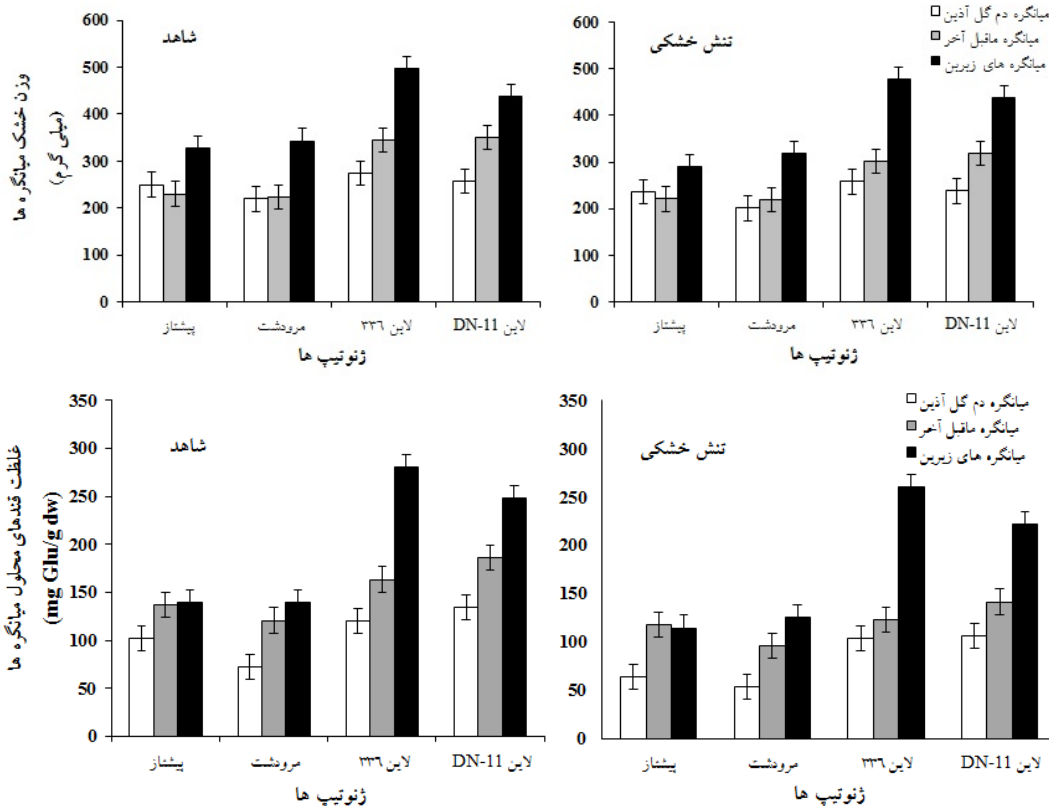 شاهد
وزن خشک میانگره ها
(میلی گرم)
600
500
400
300
200
100
0
پیشتاز
مرودشت
لاین ٣٣٦
لاین DN-11
ژنوتیپ ها
تنش خشکی
میانگره دم گل آذین
میانگره ماقبل آخر
میانگره های زیرین
600
500
400
300
200
100
0
پیشتاز
مرودشت
لاین ٣٣٦
لاین DN-11
ژنوتیپ ها
شاهد
غلظت قندهای محلول میانگره ها
(mg Glu/g dw)
350
300
250
200
150
100
50
0
پیشتاز
مرودشت
لاین ٣٣٦
لاین DN-11
ژنوتیپ ها
تنش خشکی
میانگره دم گل آذین
میانگره ماقبل آخر
میانگره های زیرین
350
300
250
200
150
100
50
0
پیشتاز
مرودشت
لاین ٣٣٦
لاین DN-11
ژنوتیپ ها